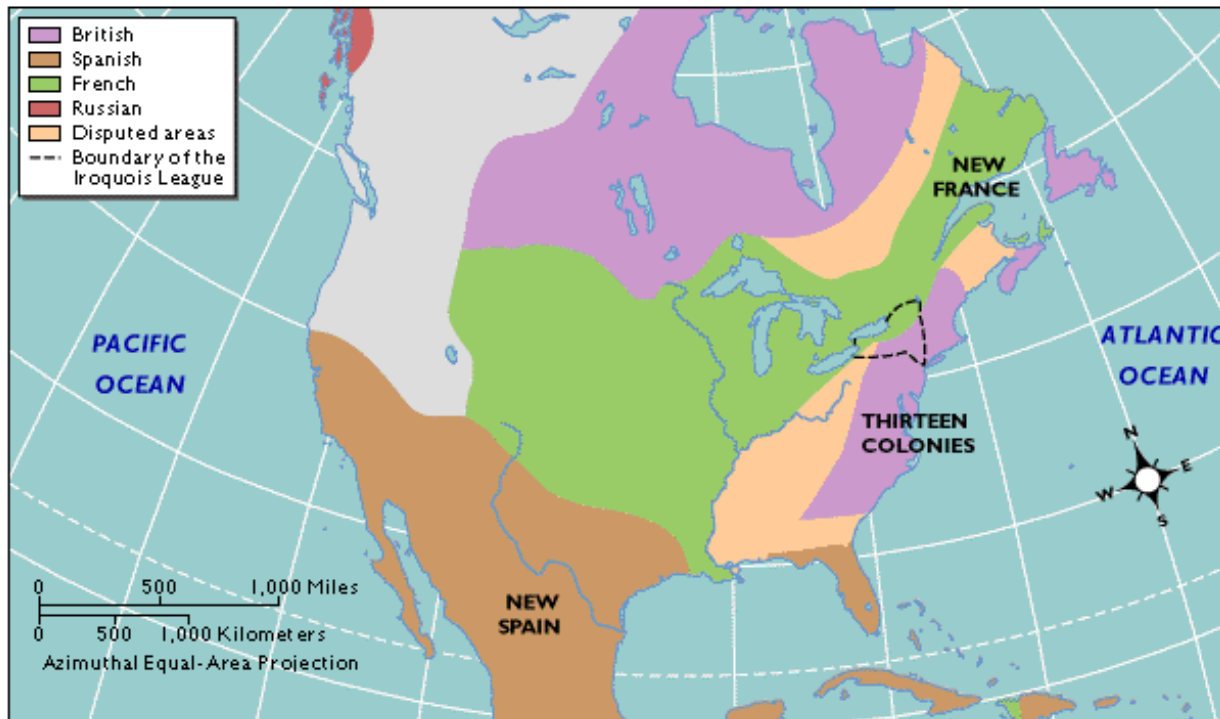 British
Spanish
French
Russian
Disputed areas
Boundary of the
Iroquois League
NEW
FRANCE
PACIFIC
OCEAN
ATLANTIC
OCEAN
THIRTEEN
COLONIES
N
E
W
S
0 500 1,000 Miles
0 500 1,000 Kilometers
Azimuthal Equal-Area Projection
NEW
SPAIN